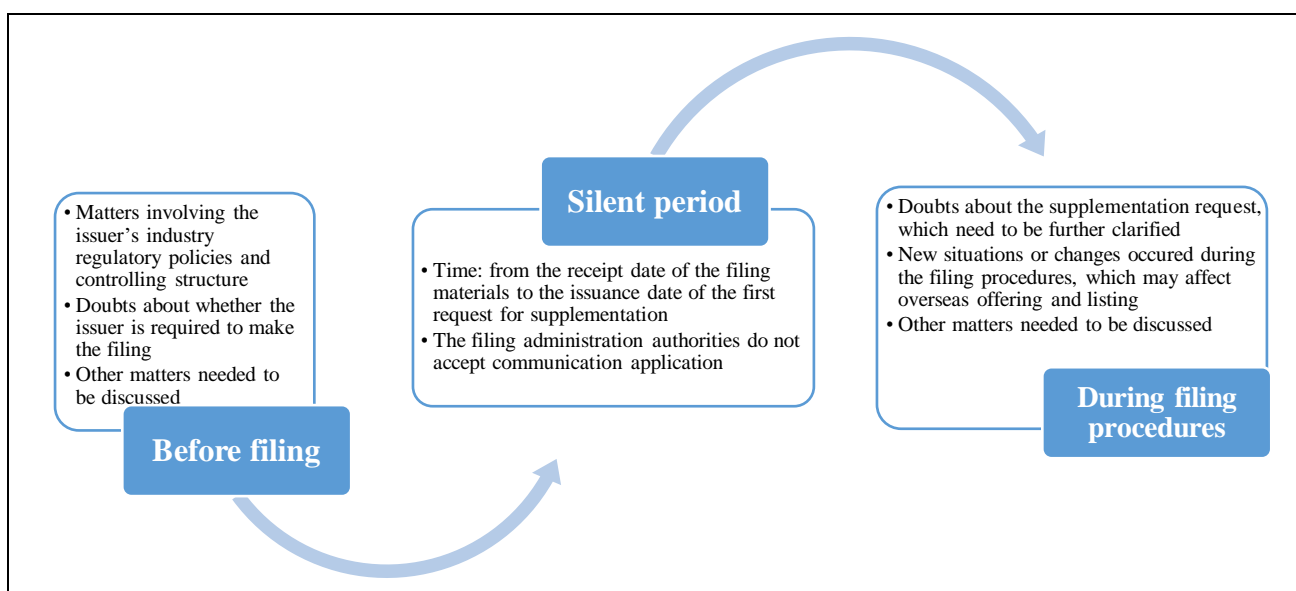 • Matters involving the
issuer's industry
regulatory policies and
controlling structure
• Doubts about whether the
issuer is required to make
the filing
• Other matters needed to
be discussed
Before filing
Silent period
• Time: from the receipt date of the filing
materials to the issuance date of the first
request for supplementation
• The filing administration authorities do not
accept communication application
• Doubts about the supplementation request,
which need to be further clarified
• New situations or changes occured during
the filing procedures, which may affect
overseas offering and listing
• Other matters needed to be discussed
During filing
procedures